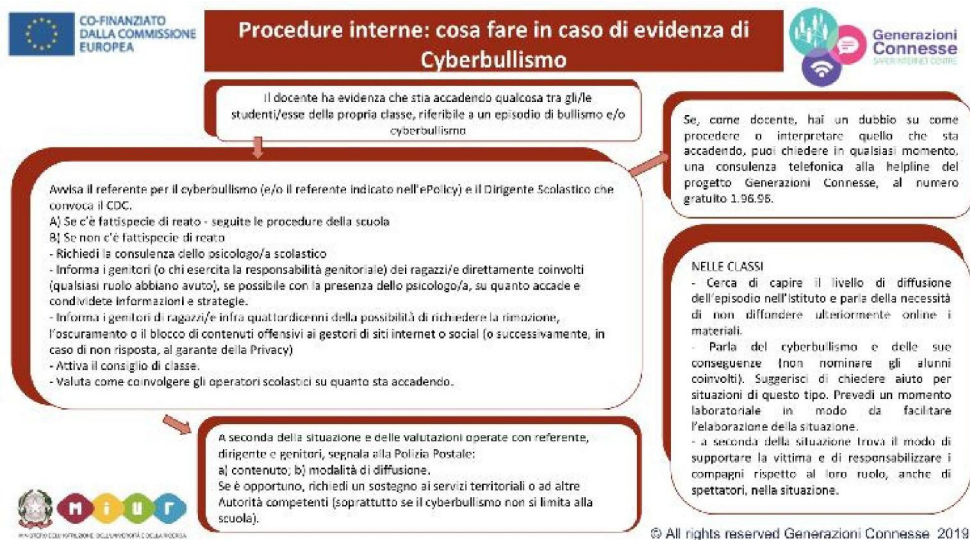 CO-FINANZIATO
DALLA COMMISSIONE
EUROPEA
Procedure interne: cosa fare in caso di evidenza di
Cyberbullismo
Generazioni
Connesse
SAFER INTERNET CENTRE
Il docente ha evidenza che stia accadendo qualcosa tra gli/le
studenti/esse della propria classe, riferibile a un episodio di bullismo e/o
cyberbullismo
Se, come docente, hai un dubbio su come
procedere o interpretare quello che sta
accadendo, puoi chiedere in qualsiasi momento,
una consulenza telefonica alla helpline del
progetto Generazioni Connesse, al numero
gratuito 1.96.96.
Avvisa il referente per il cyberbullismo (e/o il referente indicato nell'ePolicy) e il Dirigente Scolastico che
convoca il CDC.
A) Se c'è fattispecie di reato - seguite le procedure della scuola
B) Se non c'è fattispecie di reato
- Richiedi la consulenza dello psicologo/a scolastico
- Informa i genitori (o chi esercita la responsabilità genitoriale) dei ragazzi/e direttamente coinvolti
(qualsiasi ruolo abbiano avuto), se possibile con la presenza dello psicologo/a, su quanto accade e
condividete informazioni e strategie.
- Informa i genitori di ragazzi/e infra quattordicenni della possibilità di richiedere la rimozione,
l'oscuramento o il blocco di contenuti offensivi ai gestori di siti internet o social (o successivamente, in
caso di non risposta, al garante della Privacy)
- Attiva il consiglio di classe.
- Valuta come coinvolgere gli operatori scolastici su quanto sta accadendo.
NELLE CLASSI
- Cerca di capire il livello di diffusione
dell'episodio nell'Istituto e parla della necessità
di non diffondere ulteriormente online i
materiali.
- Parla del cyberbullismo e delle sue
conseguenze (non nominare gli alunni
coinvolti). Suggerisci di chiedere aiuto per
situazioni di questo tipo. Prevedi un momento
laboratoriale in modo da facilitare
l'elaborazione della situazione.
- a seconda della situazione trova il modo di
supportare la vittima e di responsabilizzare i
compagni rispetto al loro ruolo, anche di
spettatori, nella situazione.
A seconda della situazione e delle valutazioni operate con referente,
dirigente e genitori, segnala alla Polizia Postale:
a) contenuto; b) modalità di diffusione.
Se è opportuno, richiedi un sostegno ai servizi territoriali o ad altre
Autorità competenti (soprattutto se il cyberbullismo non si limita alla
scuola).
m i u r
MINISTERO DELL'ISTRUZIONE, DELL'UNIVERSITÀ E DELLA RICERCA
© All rights reserved Generazioni Connesse 2019